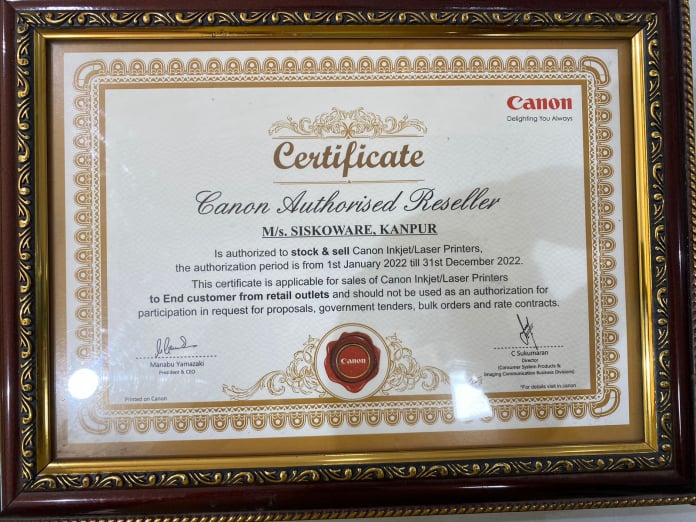 Canon
Delighting You Always
Certificate
Canon Authorised Reseller
M/s. SISKOWARE, KANPUR
Is authorized to stock & sell Canon Inkjet/Laser Printers,
the authorization period is from 1st January 2022 till 31st December 2022.
This certificate is applicable for sales of Canon Inkjet/Laser Printers
to End customer from retail outlets and should not be used as an authorization for
participation in request for proposals, government tenders, bulk orders and rate contracts.
Manabu Yamazaki
President & CEO
Canon
C Sukumaran
Director
(Consumer System Products &
Imaging Communication Business Divisions)
Printed on Canon
*For details visit in.canon